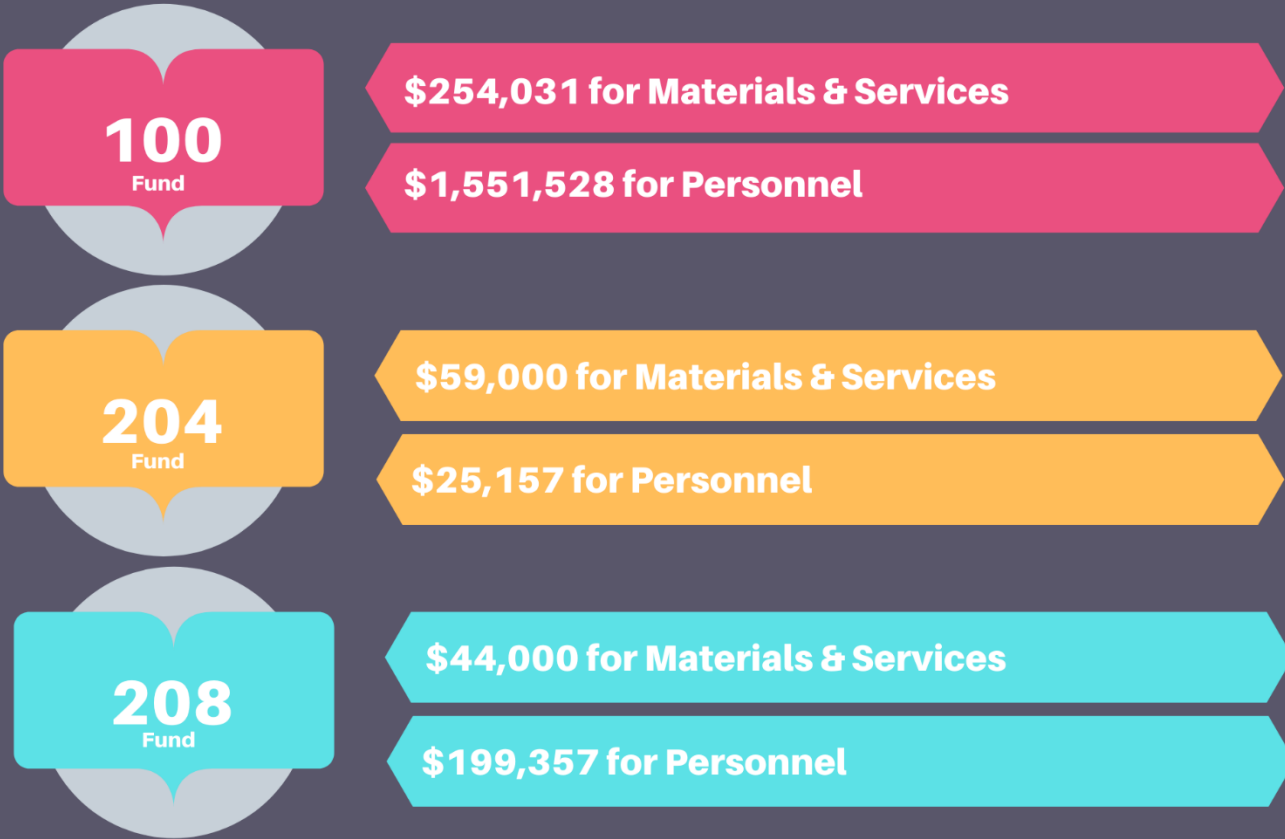 100
Fund
$254,031 for Materials & Services
$1,551,528 for Personnel
204
Fund
$59,000 for Materials & Services
$25,157 for Personnel
208
Fund
$44,000 for Materials & Services
$199,357 for Personnel